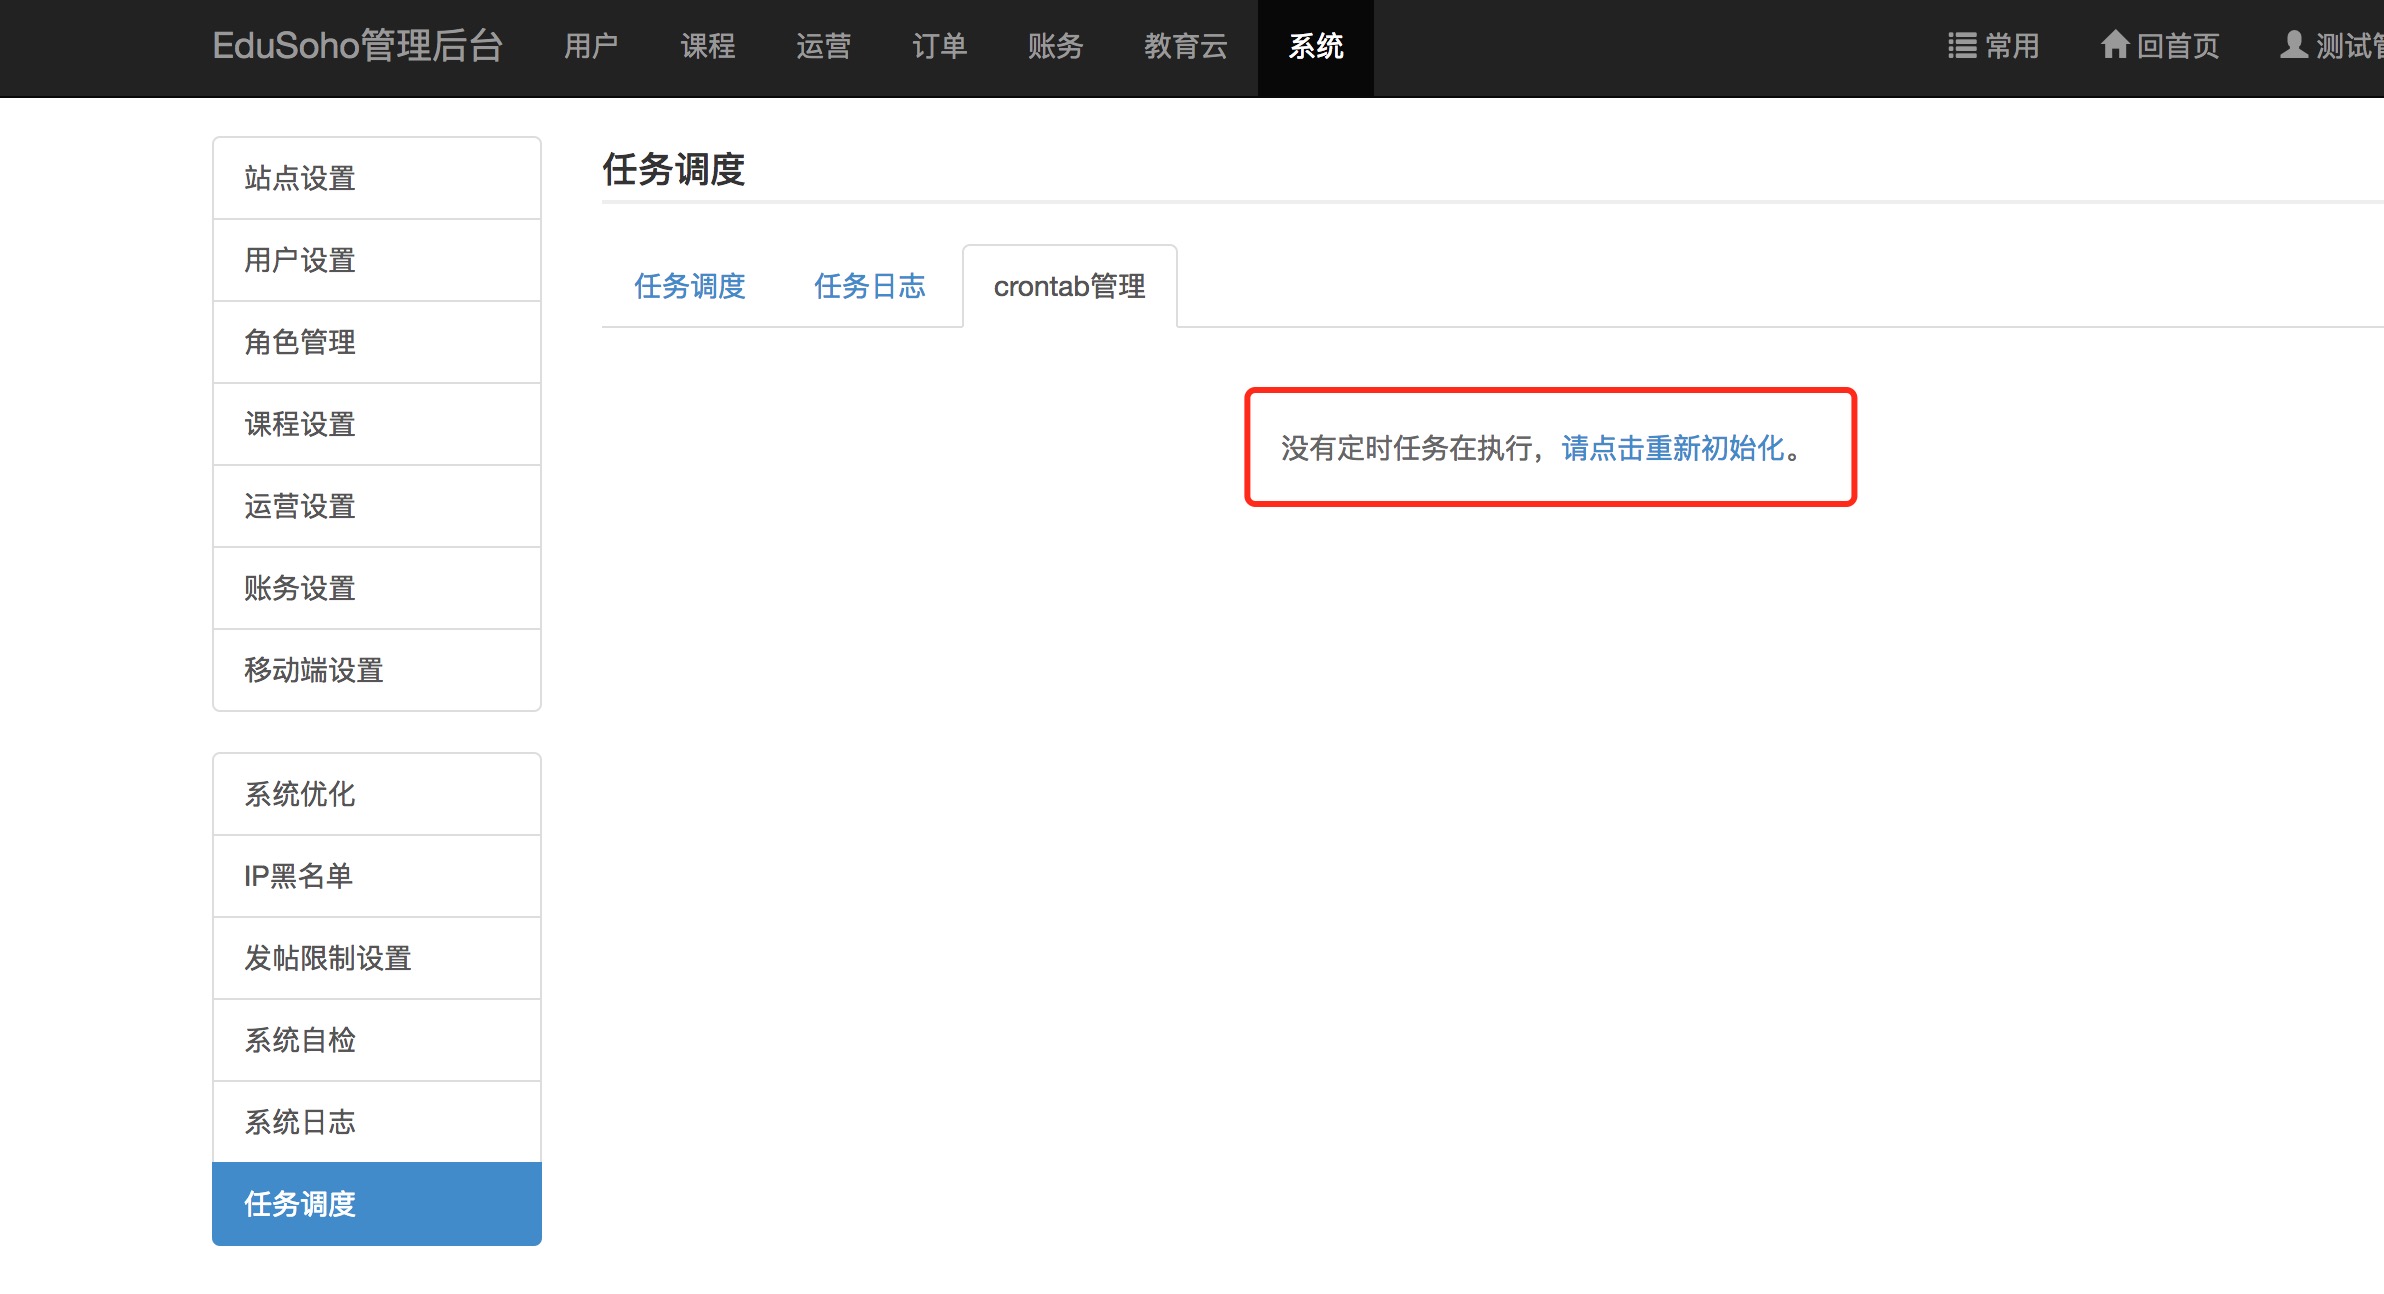 EduSoho管理后台 用户 课程 运营 订单 账务 教育云 系统 常用 回首页 测试
站点设置
用户设置
角色管理
课程设置
运营设置
账务设置
移动端设置
系统优化
IP黑名单
发帖限制设置
系统自检
系统日志
任务调度
任务调度
任务调度 任务日志 crontab管理
没有定时任务在执行，请点击重新初始化。